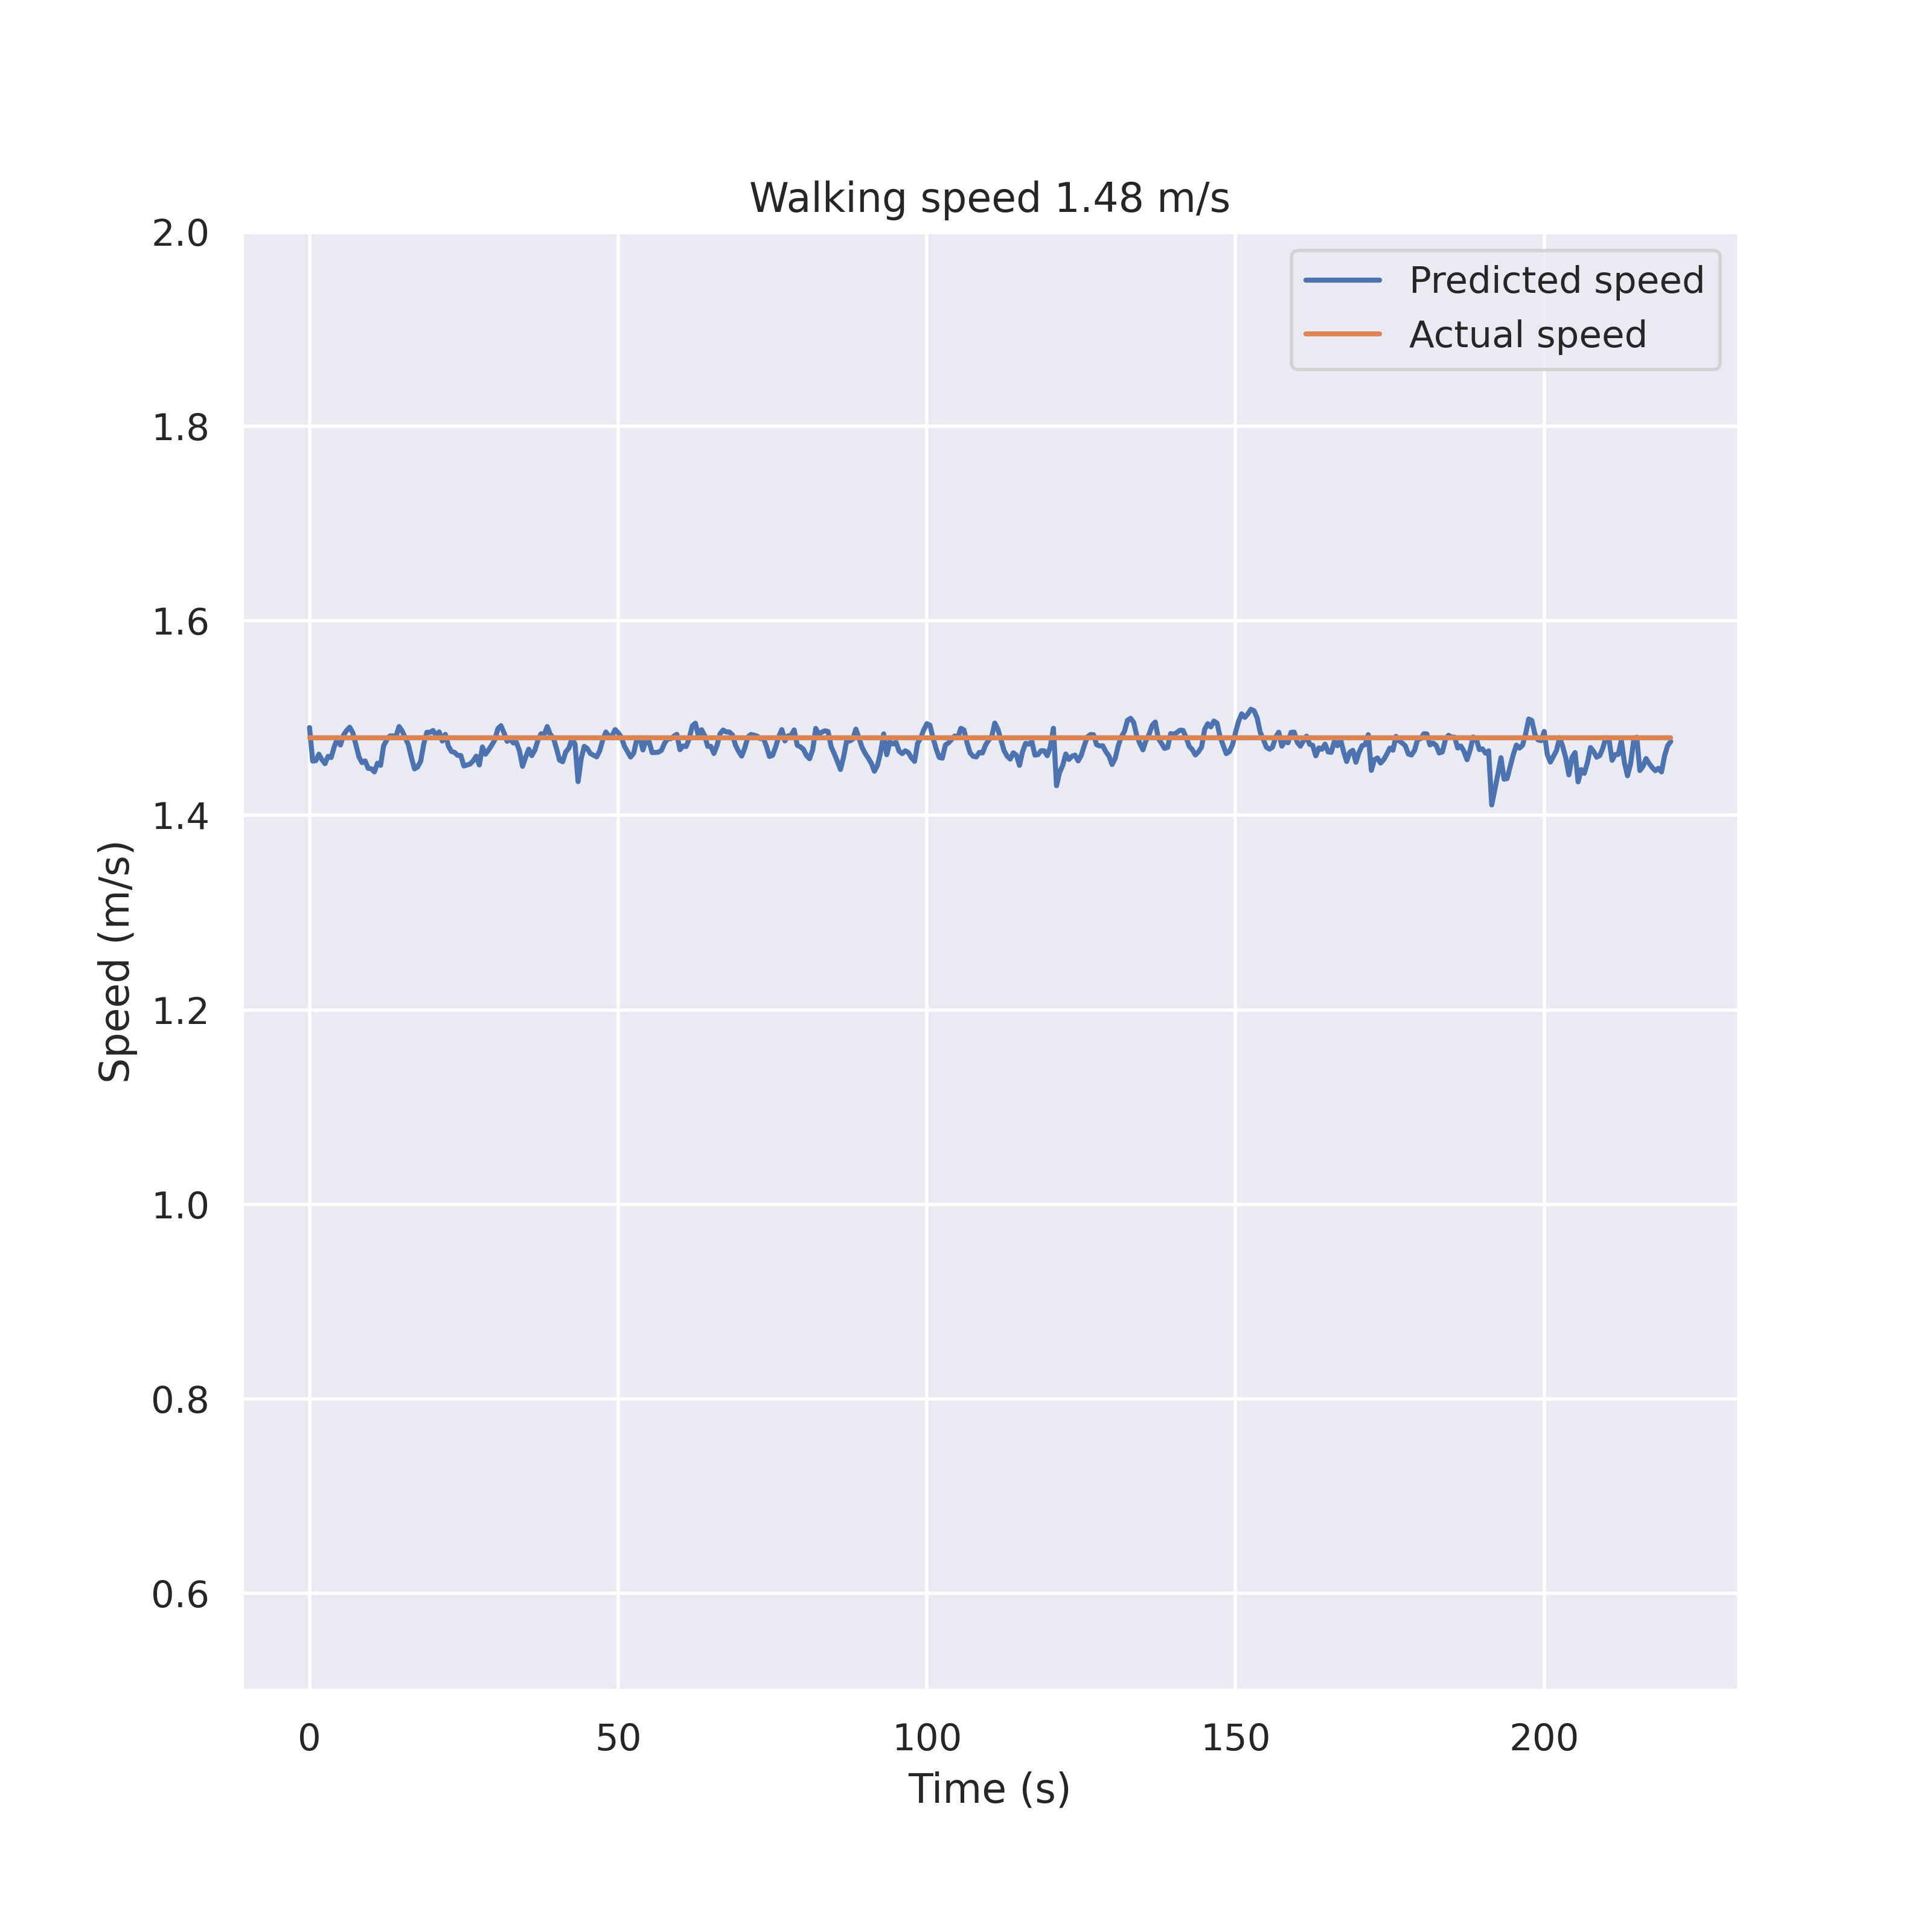 Walking speed 1.48 m/s
Predicted speed
Actual speed
2.0
1.8
1.6
1.4
1.2
1.0
0.8
0.6
Speed (m/s)
0 50 100 150 200
Time (s)